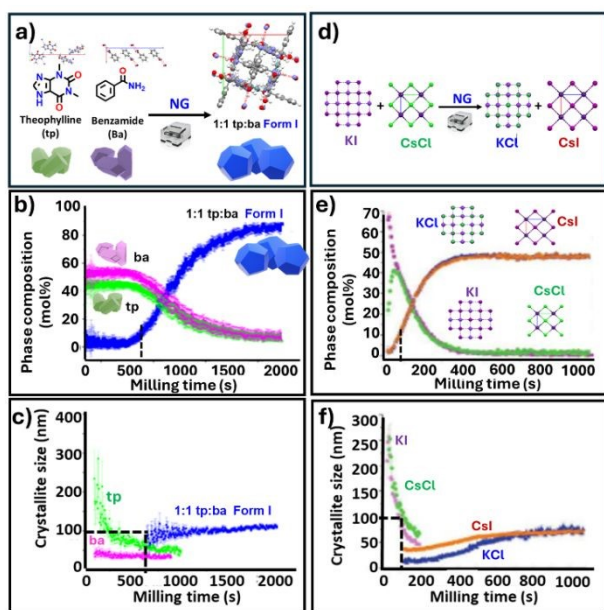 a)
N
O
N
N
O
N
H
O
NH2
NG
Theophylline
(tp)
Benzamide
(Ba)
1:1 tp:ba Form I
d)
+
NG
+
KI
CsCl
KCl
CsI
b)
1:1 tp:ba Form I
ba
tp
Phase composition
(mol%)
100
80
60
40
20
0
0 500 1000 1500 2000
Milling time (s)
e)
KCl
CsI
KI
CsCl
Phase composition
(mol%)
70
60
50
40
30
20
10
0
0 200 400 600 800 1000
Milling time (s)
c)
tp
ba
1:1 tp:ba Form I
Crystallite size (nm)
400
300
200
100
0
0 500 1000 1500 2000
Milling time (s)
f)
KI
CsCl
CsI
KCl
Crystallite size (nm)
300
250
200
150
100
50
0
0 200 400 600 800 1000
Milling time (s)